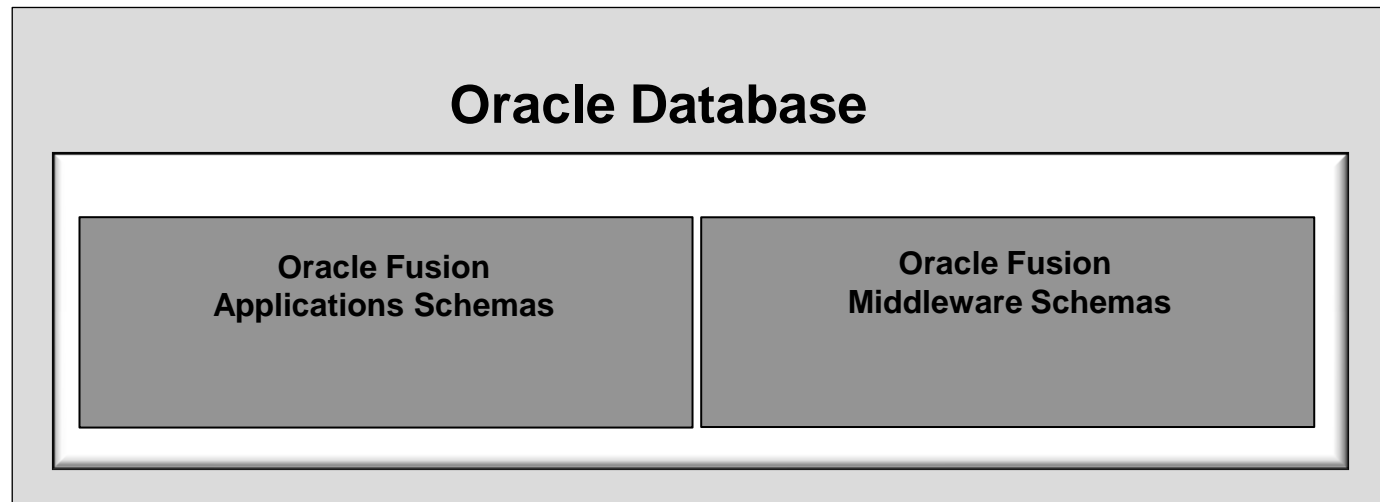 Oracle Database
Oracle Fusion
Applications Schemas
Oracle Fusion
Middleware Schemas